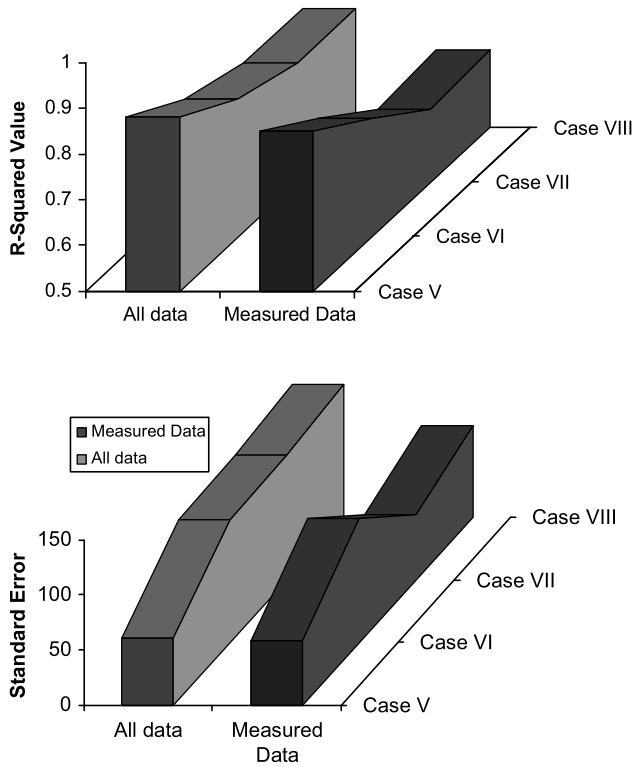 R-Squared Value
1
0.9
0.8
0.7
0.6
0.5
All data
Measured Data
Case V
Case VI
Case VII
Case VIII
Measured Data
All data
Standard Error
150
100
50
0
All data
Measured
Data
Case V
Case VI
Case VII
Case VIII